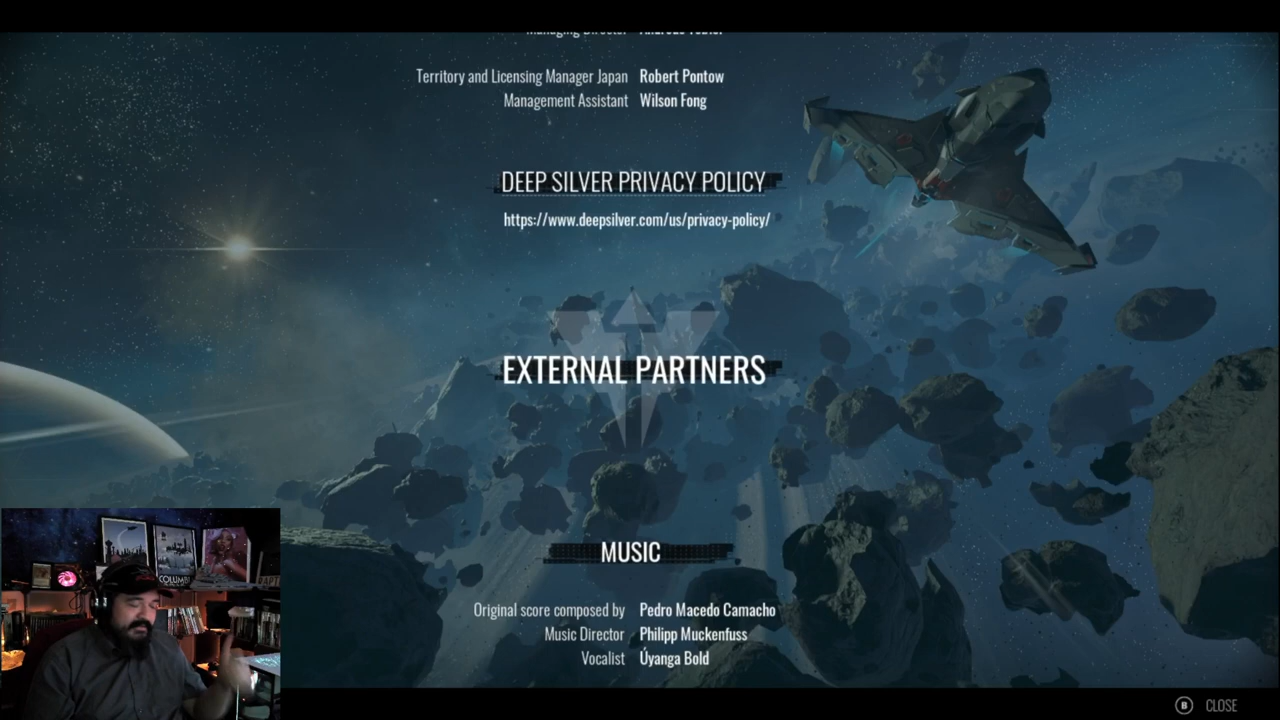 Territory and Licensing Manager Japan Robert Pontow
Management Assistant Wilson Fong
DEEP SILVER PRIVACY POLICY
https://www.deepsilver.com/us/privacy-policy/
EXTERNAL PARTNERS
MUSIC
Original score composed by Pedro Macedo Camacho
Music Director Philipp Muckenfuss
Vocalist Úyanga Bold
COLUMBI
B CLOSE